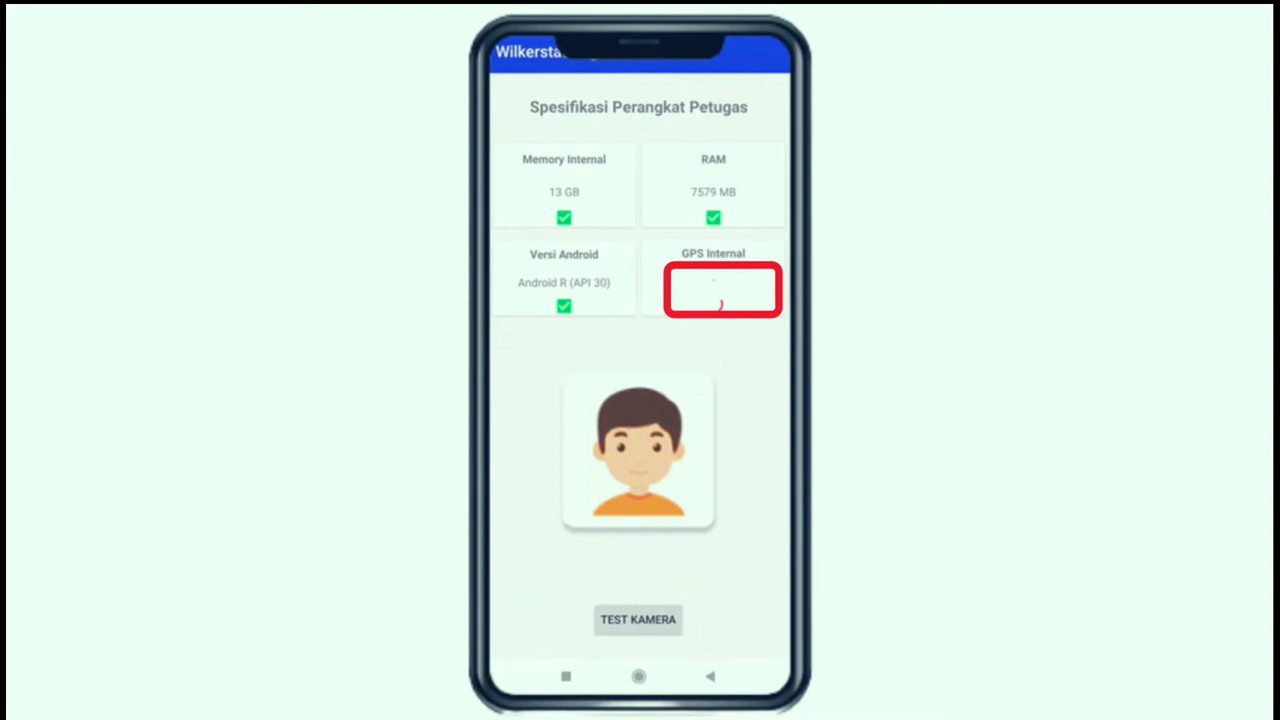 Spesifikasi Perangkat Petugas
Memory Internal
13 GB
RAM
7579 MB
Versi Android
Android R (API 30)
GPS Internal
-
TEST KAMERA